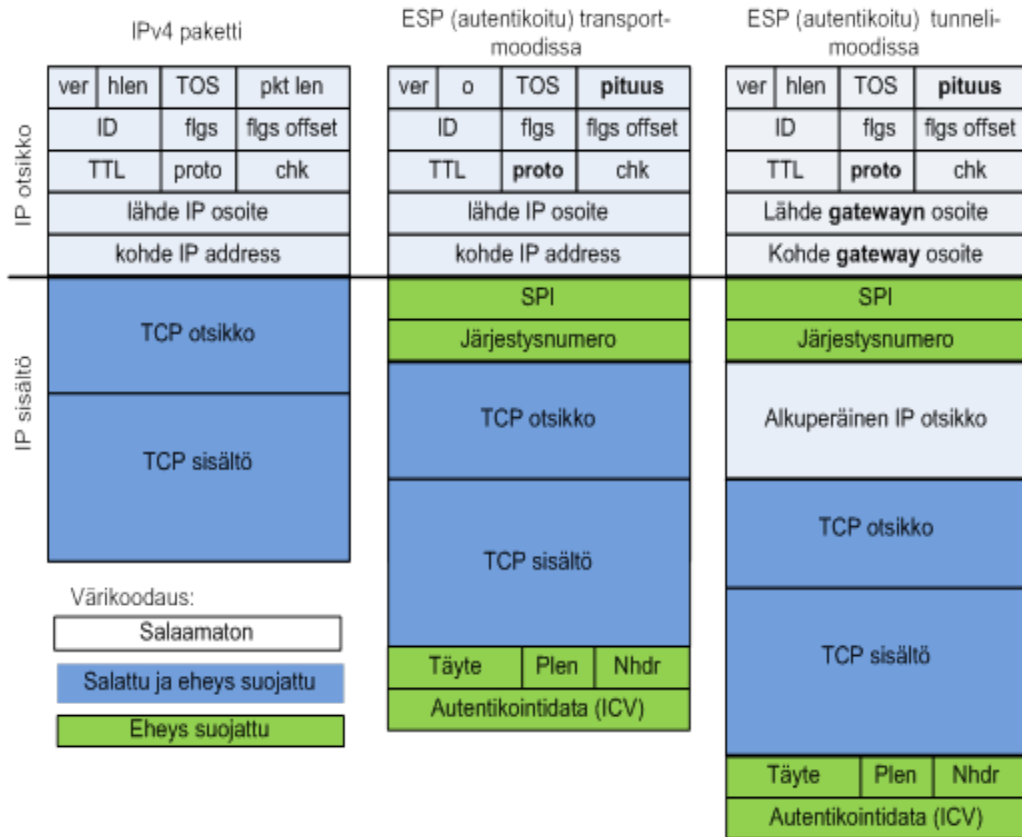 IPv4 paketti
ver hlen TOS pkt len
ID flgs flgs offset
TTL proto chk
lähde IP osoite
kohde IP address
TCP otsikko
TCP sisältö
ESP (autentikoitu) transport-
moodissa
ver o TOS pituus
ID flgs flgs offset
TTL proto chk
lähde IP osoite
kohde IP address
SPI
Järjestysnumero
TCP otsikko
TCP sisältö
Täyte Plen Nhdr
Autentikointidata (ICV)
ESP (autentikoitu) tunneli-
moodissa
ver hlen TOS pituus
ID flgs flgs offset
TTL proto chk
Lähde gatewayn osoite
Kohde gateway osoite
SPI
Järjestysnumero
Alkuperäinen IP otsikko
TCP otsikko
TCP sisältö
Täyte Plen Nhdr
Autentikointidata (ICV)
IP otsikko
IP sisältö
Värikoodaus:
Salaamaton
Salattu ja eheys suojattu
Eheys suojattu